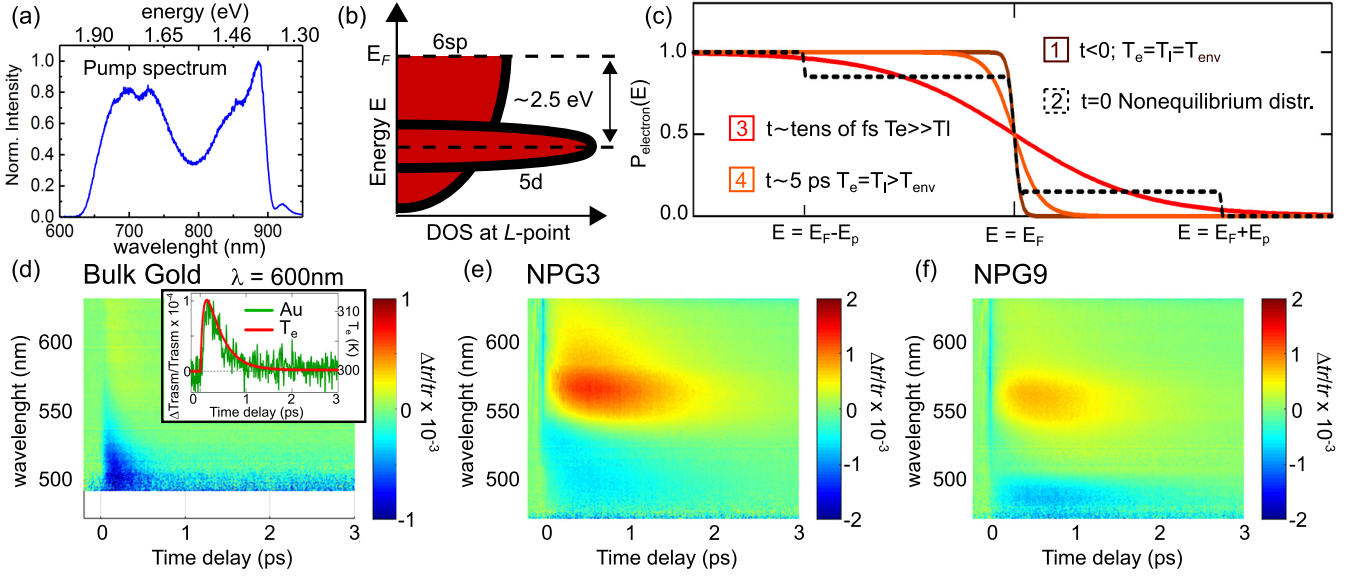 (a)
energy (eV)
1.90 1.65 1.46 1.30
Pump spectrum
Norm. Intensity
1.0
0.8
0.6
0.4
0.2
0.0
600 700 800 900
wavelenght (nm)
(b)
E_F
6sp
~2.5 eV
Energy E
5d
DOS at L-point
(c)
P_electron(E)
1.0
0.5
0.0
1 t<0; T_e=T_l=T_env
2 t=0 Nonequilibrium distr.
3 t~tens of fs Te>>Tl
4 t~5 ps T_e=T_l>T_env
E = E_F-E_p
E = E_F
E = E_F+E_p
(d) Bulk Gold λ = 600nm
wavelenght (nm)
600
550
500
0 1 2 3
Time delay (ps)
ΔTrasm/Trasm x 10^-4
1
0
Au
T_e
310
300
T_e (K)
0 1 2 3
Time delay (ps)
1
0
-1
Δtr/tr x 10^-3
(e) NPG3
wavelenght (nm)
600
550
500
0 1 2 3
Time delay (ps)
2
1
0
-1
-2
Δtr/tr x 10^-3
(f) NPG9
wavelenght (nm)
600
550
500
0 1 2 3
Time delay (ps)
2
1
0
-1
-2
Δtr/tr x 10^-3